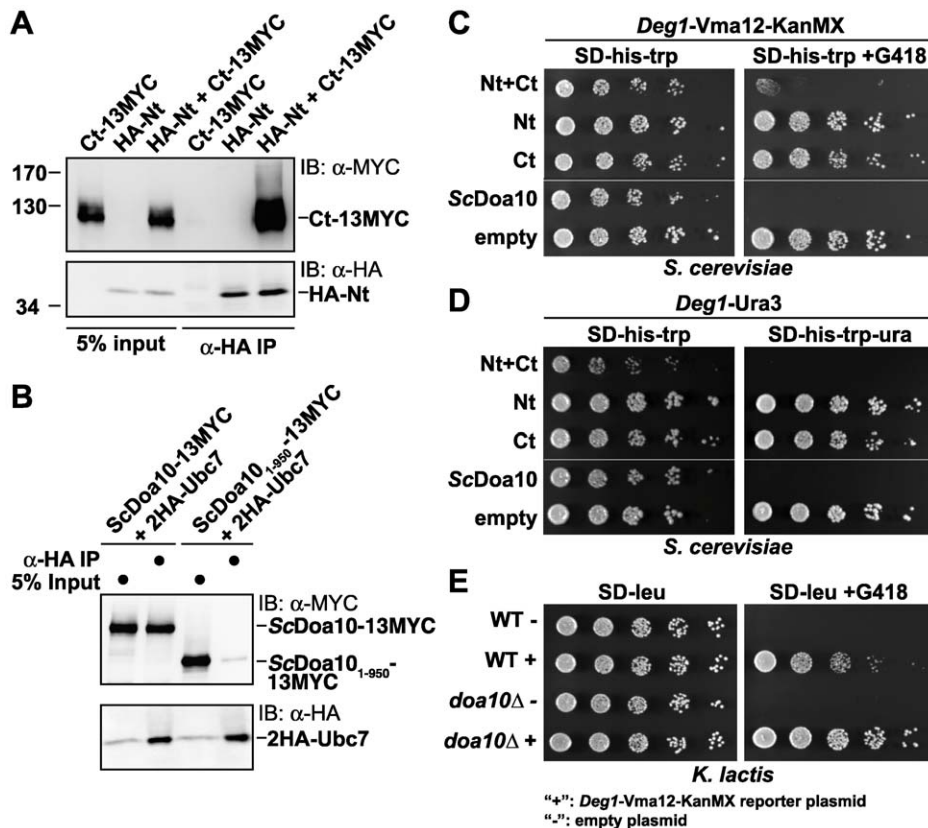 A
Ct-13MYC
HA-Nt
HA-Nt + Ct-13MYC
Ct-13MYC
HA-Nt
HA-Nt + Ct-13MYC
170
IB: α-MYC
130
Ct-13MYC
IB: α-HA
34
HA-Nt
5% input
α-HA IP
B
ScDoa10-13MYC
+ 2HA-Ubc7
ScDoa10₁₋₉₅₀-13MYC
+ 2HA-Ubc7
α-HA IP
5% Input
IB: α-MYC
ScDoa10-13MYC
ScDoa10₁₋₉₅₀-
13MYC
IB: α-HA
2HA-Ubc7
C
Deg1-Vma12-KanMX
SD-his-trp
SD-his-trp +G418
Nt+Ct
Nt
Ct
ScDoa10
empty
S. cerevisiae
D
Deg1-Ura3
SD-his-trp
SD-his-trp-ura
Nt+Ct
Nt
Ct
ScDoa10
empty
S. cerevisiae
E
SD-leu
SD-leu +G418
WT -
WT +
doa10Δ -
doa10Δ +
K. lactis
"+": Deg1-Vma12-KanMX reporter plasmid
"-": empty plasmid